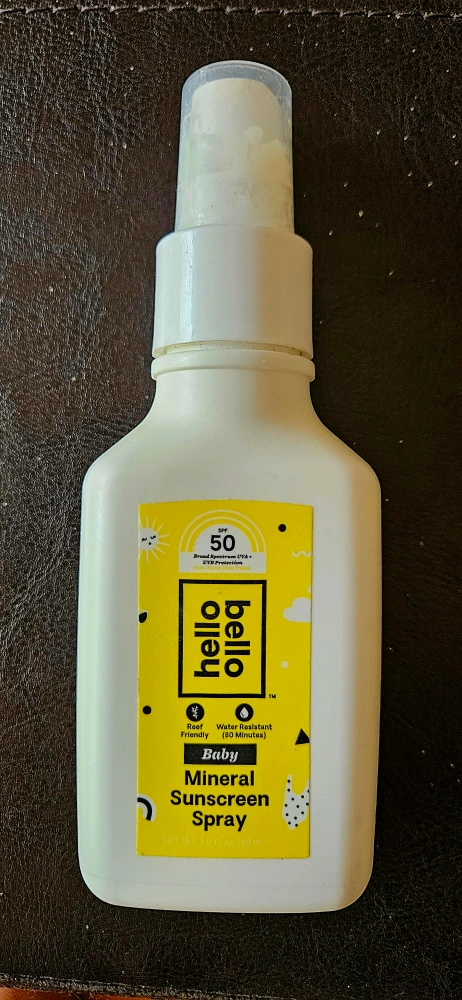 SPF
50
Broad Spectrum UVA +
UVB Protection
hello
bello
™
Reef
Friendly
Water Resistant
(80 Minutes)
Baby
Mineral
Sunscreen
Spray